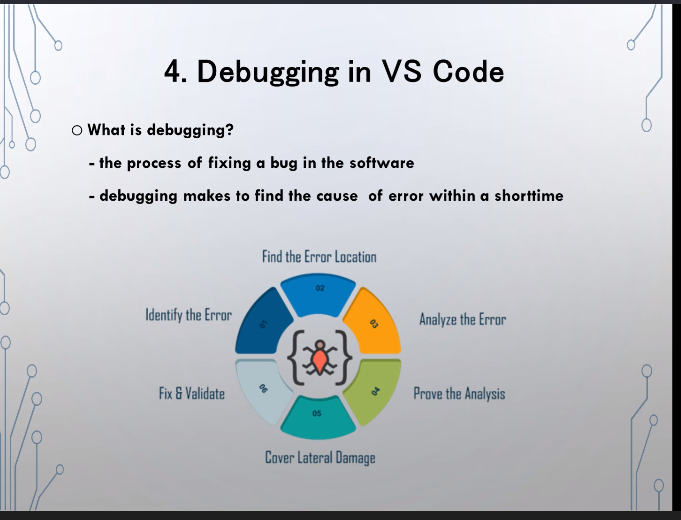 4. Debugging in VS Code
What is debugging?
- the process of fixing a bug in the software
- debugging makes to find the cause of error within a shorttime
Find the Error Location
02
Identify the Error
01
03
Analyze the Error
Fix & Validate
06
04
Prove the Analysis
05
Cover Lateral Damage